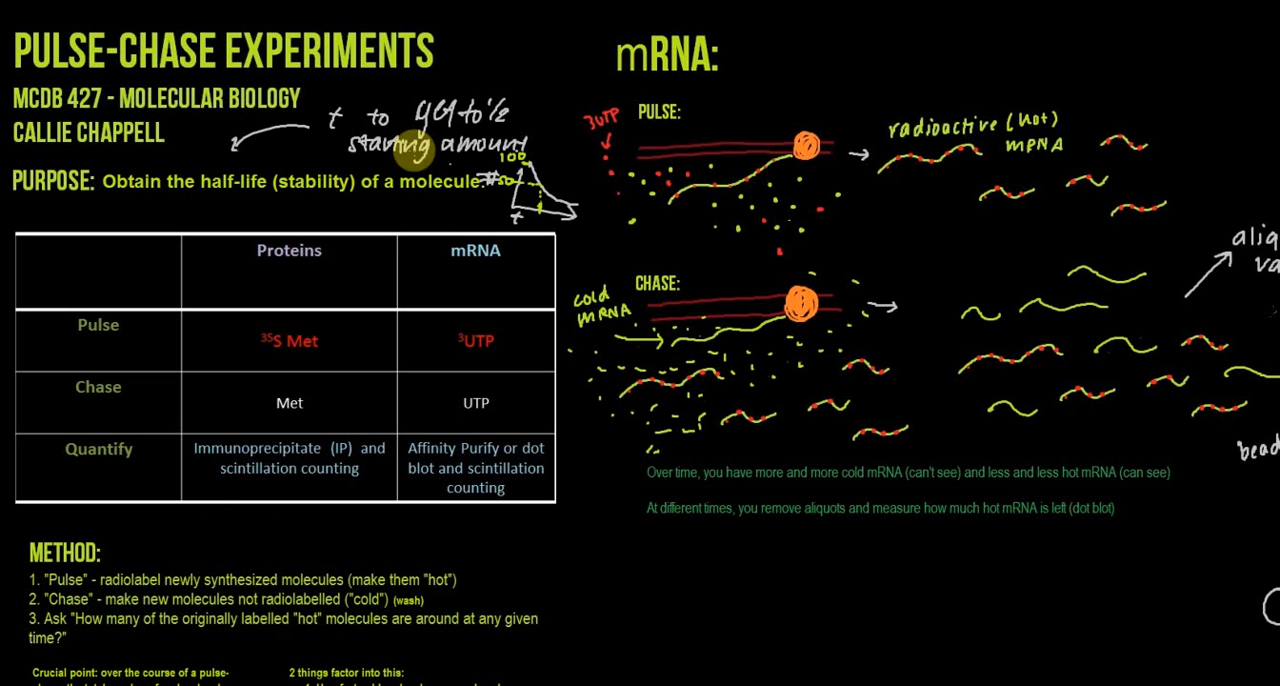 PULSE-CHASE EXPERIMENTS
MCDB 427 - MOLECULAR BIOLOGY
CALLIE CHAPPELL
t to get to 1/2
starting amount
PURPOSE: Obtain the half-life (stability) of a molecule.
#
100
50
t
Proteins mRNA
Pulse ³⁵S Met ³UTP
Chase Met UTP
Quantify Immunoprecipitate (IP) and scintillation counting Affinity Purify or dot blot and scintillation counting
METHOD:
1. "Pulse" - radiolabel newly synthesized molecules (make them "hot")
2. "Chase" - make new molecules not radiolabelled ("cold") (wash)
3. Ask "How many of the originally labelled "hot" molecules are around at any given
time?"
Crucial point: over the course of a pulse-
2 things factor into this:
mRNA:
PULSE:
3UTP
radioactive (hot)
mRNA
CHASE:
cold
mRNA
Over time, you have more and more cold mRNA (can't see) and less and less hot mRNA (can see)
At different times, you remove aliquots and measure how much hot mRNA is left (dot blot)
aliq
va
bead